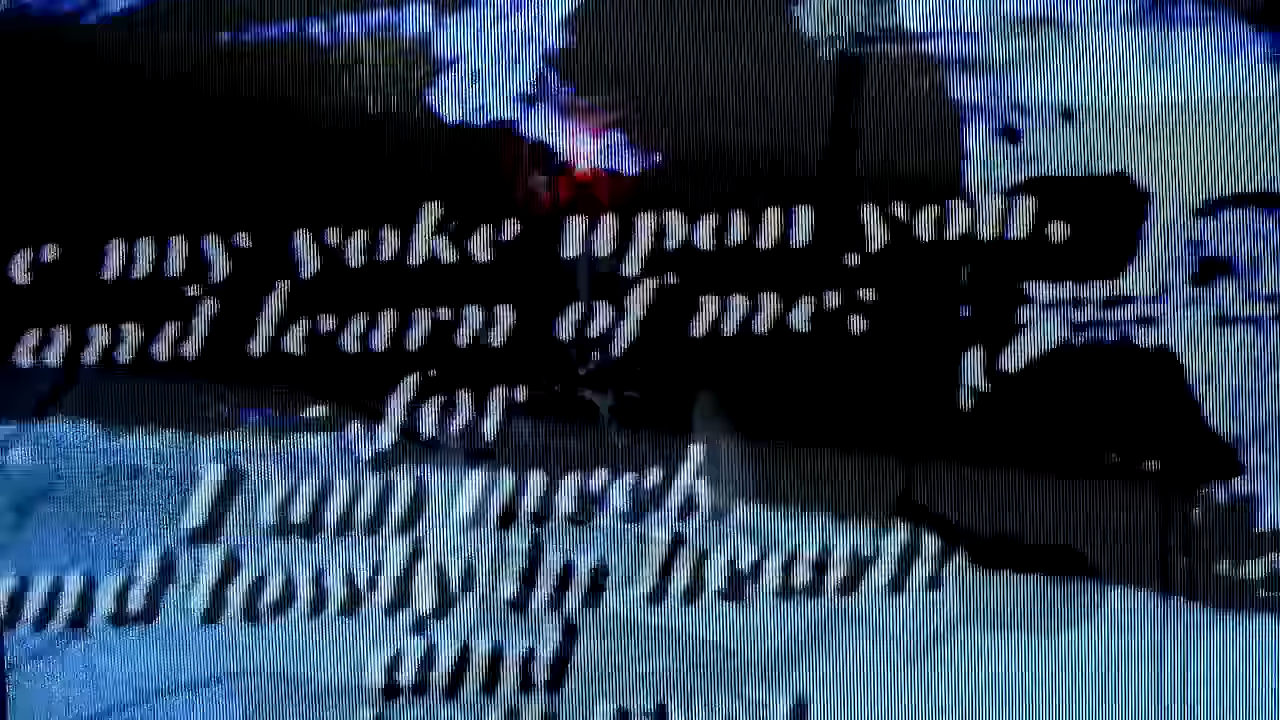 e my yoke upon you,
and learn of me;
for
I am meek
and lowly in heart:
and